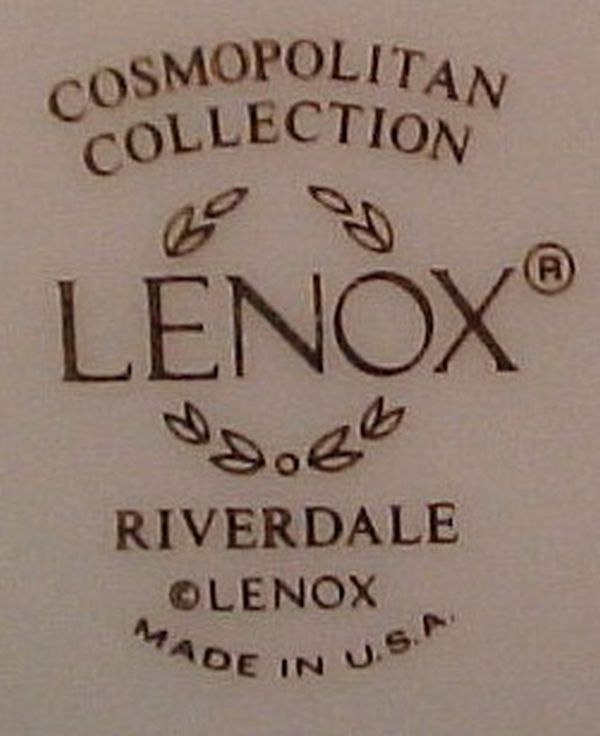 COSMOPOLITAN
COLLECTION
LENOX®
RIVERDALE
©LENOX
MADE IN U.S.A.